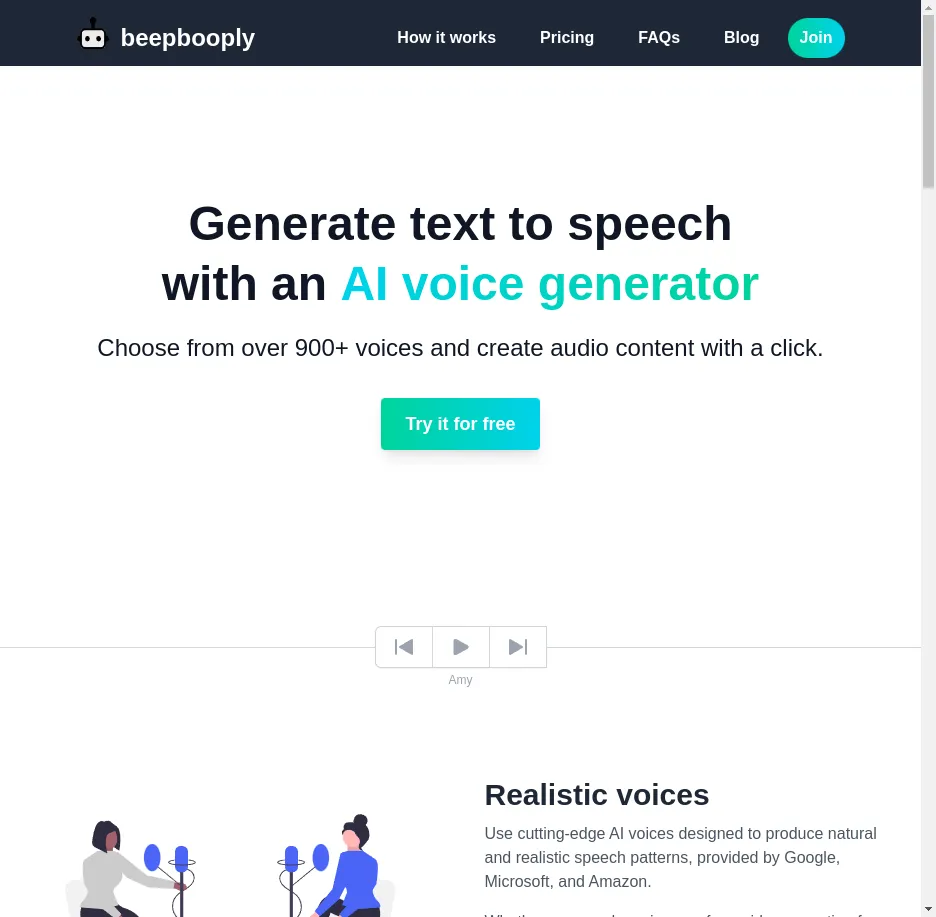 beepbooply
How it works
Pricing
FAQs
Blog
Join
Generate text to speech
with an AI voice generator
Choose from over 900+ voices and create audio content with a click.
Try it for free
Amy
Realistic voices
Use cutting-edge AI voices designed to produce natural
and realistic speech patterns, provided by Google,
Microsoft, and Amazon.